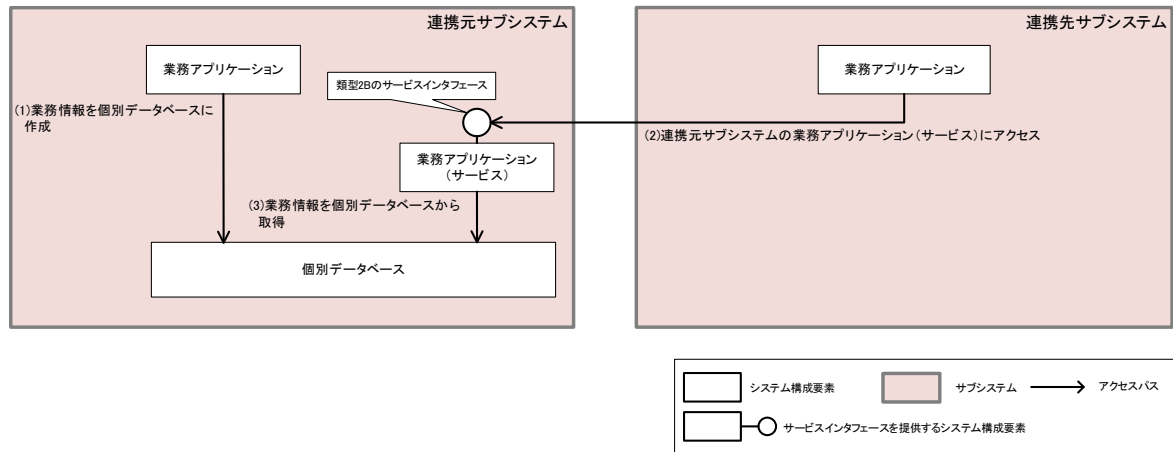 連携元サブシステム
業務アプリケーション
類型2Bのサービスインタフェース
(1)業務情報を個別データベースに
作成
業務アプリケーション
(サービス)
(3)業務情報を個別データベースから
取得
個別データベース
連携先サブシステム
業務アプリケーション
(2)連携元サブシステムの業務アプリケーション(サービス)にアクセス
システム構成要素
サブシステム
アクセスパス
サービスインタフェースを提供するシステム構成要素